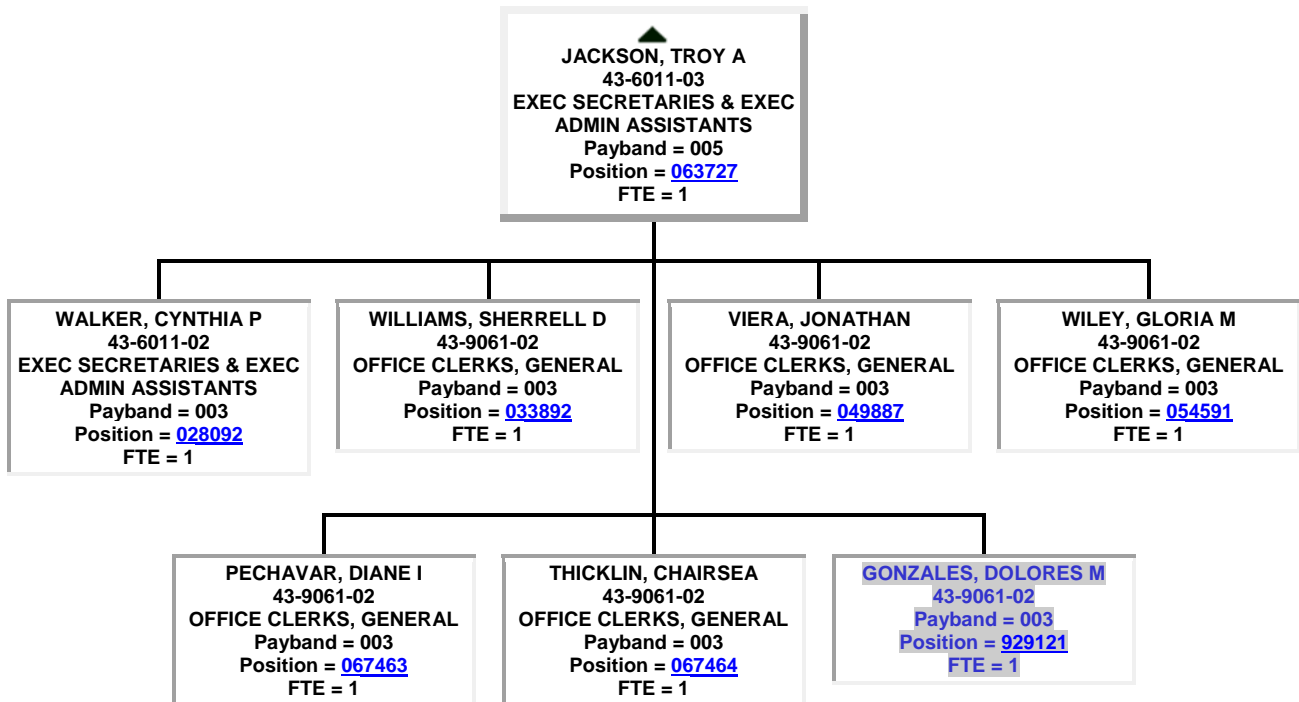 JACKSON, TROY A
43-6011-03
EXEC SECRETARIES & EXEC
ADMIN ASSISTANTS
Payband = 005
Position = 063727
FTE = 1
WALKER, CYNTHIA P
43-6011-02
EXEC SECRETARIES & EXEC
ADMIN ASSISTANTS
Payband = 003
Position = 028092
FTE = 1
WILLIAMS, SHERRELL D
43-9061-02
OFFICE CLERKS, GENERAL
Payband = 003
Position = 033892
FTE = 1
VIERA, JONATHAN
43-9061-02
OFFICE CLERKS, GENERAL
Payband = 003
Position = 049887
FTE = 1
WILEY, GLORIA M
43-9061-02
OFFICE CLERKS, GENERAL
Payband = 003
Position = 054591
FTE = 1
PECHAVAR, DIANE I
43-9061-02
OFFICE CLERKS, GENERAL
Payband = 003
Position = 067463
FTE = 1
THICKLIN, CHAIRSEA
43-9061-02
OFFICE CLERKS, GENERAL
Payband = 003
Position = 067464
FTE = 1
GONZALES, DOLORES M
43-9061-02
Payband = 003
Position = 929121
FTE = 1